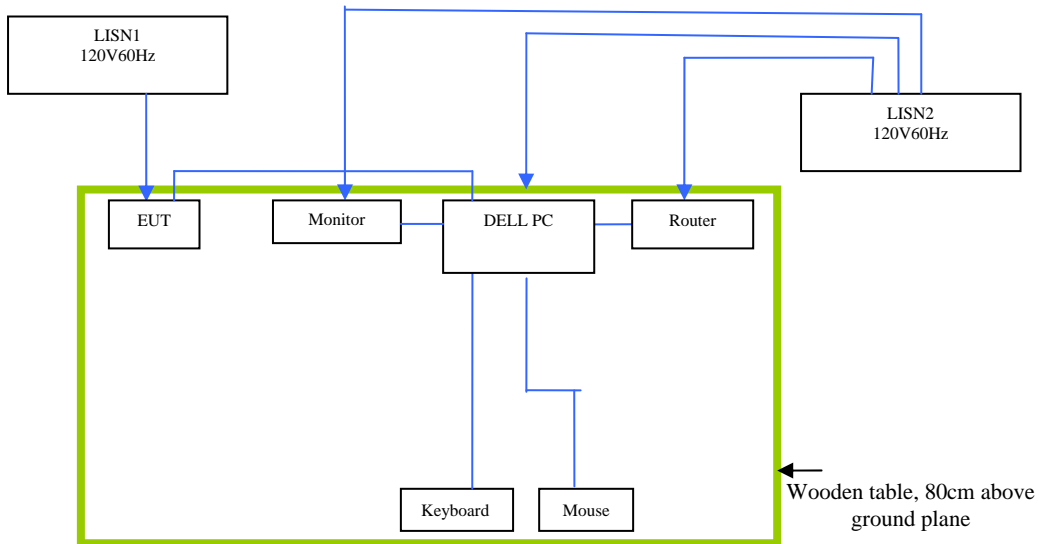 LISN1
120V60Hz
LISN2
120V60Hz
EUT
Monitor
DELL PC
Router
Keyboard
Mouse
Wooden table, 80cm above
ground plane